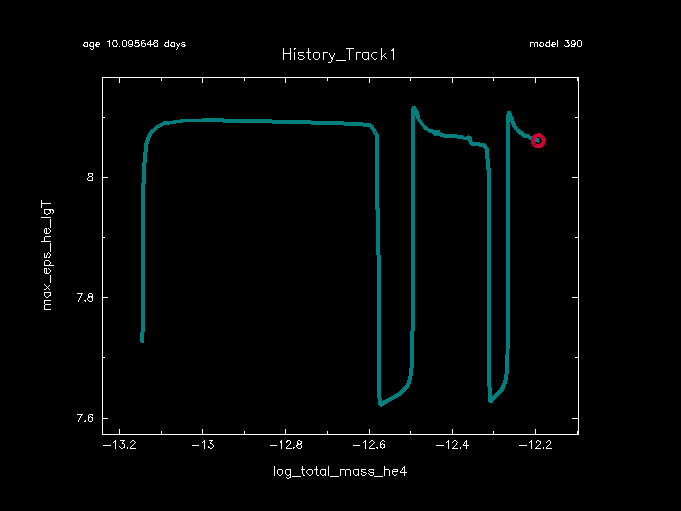 age 10.095646 days
model 390
History_Track1
8
7.8
7.6
max_eps_he_lgT
−13.2
−13
−12.8
−12.6
−12.4
−12.2
log_total_mass_he4